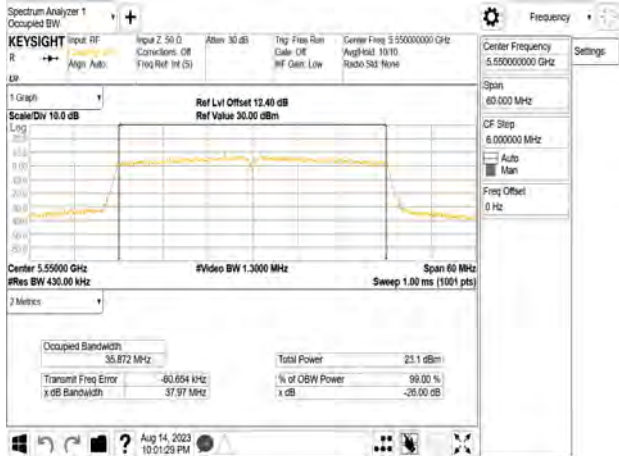 Spectrum Analyzer 1
Occupied BW
Frequency
KEYSIGHT
Input: RF
Input Z: 50 Ω
Atten: 30 dB
Trig: Free Run
Center Freq: 5.550000000 GHz
Corrections: Off
Gate: Off
Avg|Hold: 10/10
R
Align: Auto
Freq Ref: Int (S)
#IF Gain: Low
Radio Std: None
Center Frequency
5.550000000 GHz
Settings
Span
60.000 MHz
CF Step
6.000000 MHz
Auto
Man
Freq Offset
0 Hz
1 Graph
Scale/Div 10.0 dB
Ref Lvl Offset 12.40 dB
Ref Value 30.00 dBm
Log
Center 5.55000 GHz
#Video BW 1.3000 MHz
Span 60 MHz
#Res BW 430.00 kHz
Sweep 1.00 ms (1001 pts)
2 Metrics
Occupied Bandwidth
35.872 MHz
Total Power
23.1 dBm
Transmit Freq Error
-60.654 kHz
% of OBW Power
99.00 %
x dB Bandwidth
37.97 MHz
x dB
-26.00 dB
Aug 14, 2023
10:01:29 PM